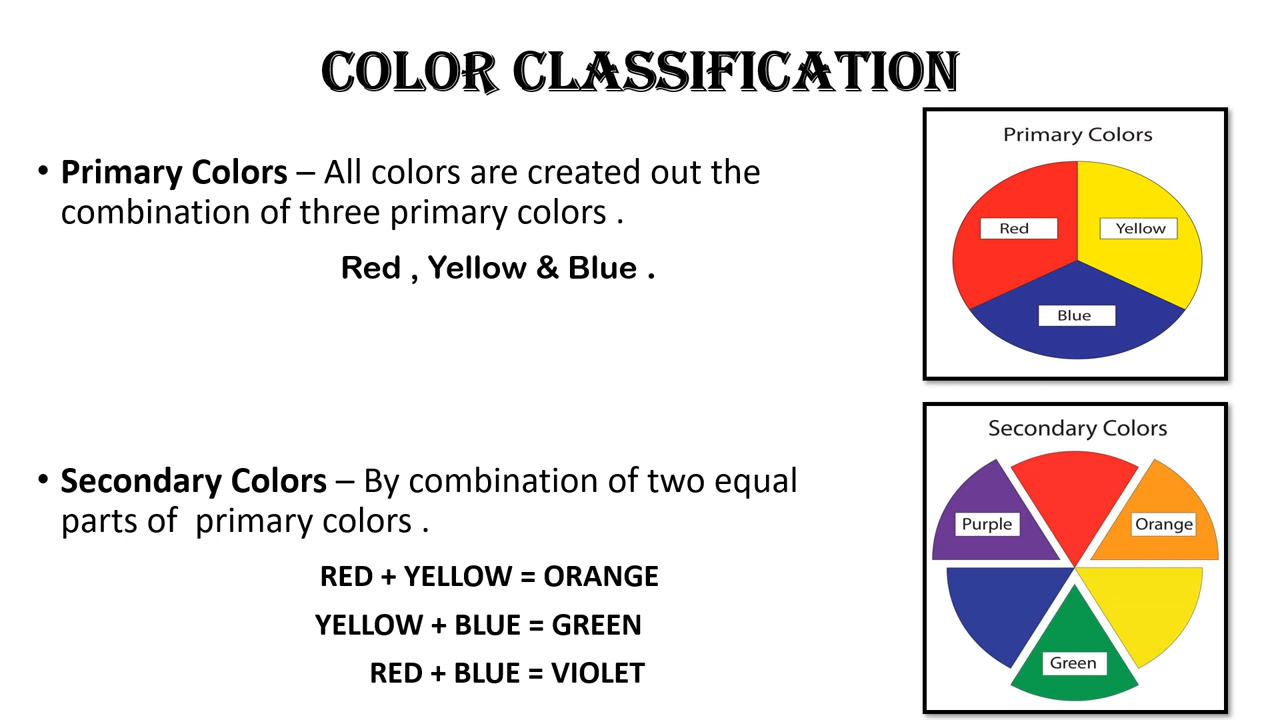 COLOR CLASSIFICATION
• Primary Colors – All colors are created out the
combination of three primary colors .
Red , Yellow & Blue .
Primary Colors
Red
Yellow
Blue
• Secondary Colors – By combination of two equal
parts of  primary colors .
RED + YELLOW = ORANGE
YELLOW + BLUE = GREEN
RED + BLUE = VIOLET
Secondary Colors
Purple
Orange
Green